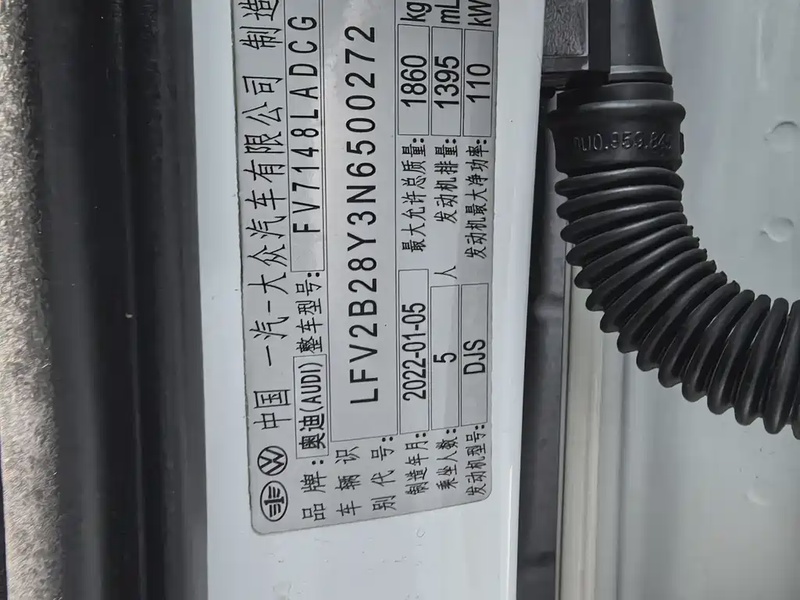 中国 一汽-大众汽车有限公司 制造
品牌: 奥迪(AUDI) 整车型号: FV7148LADCG
车辆识别代号: LFV2B28Y3N6500272
制造年月: 2022-01-05 最大允许总质量: 1860 kg
乘坐人数: 5 人 发动机排量: 1395 mL
发动机型号: DJS 发动机最大净功率: 110 kW